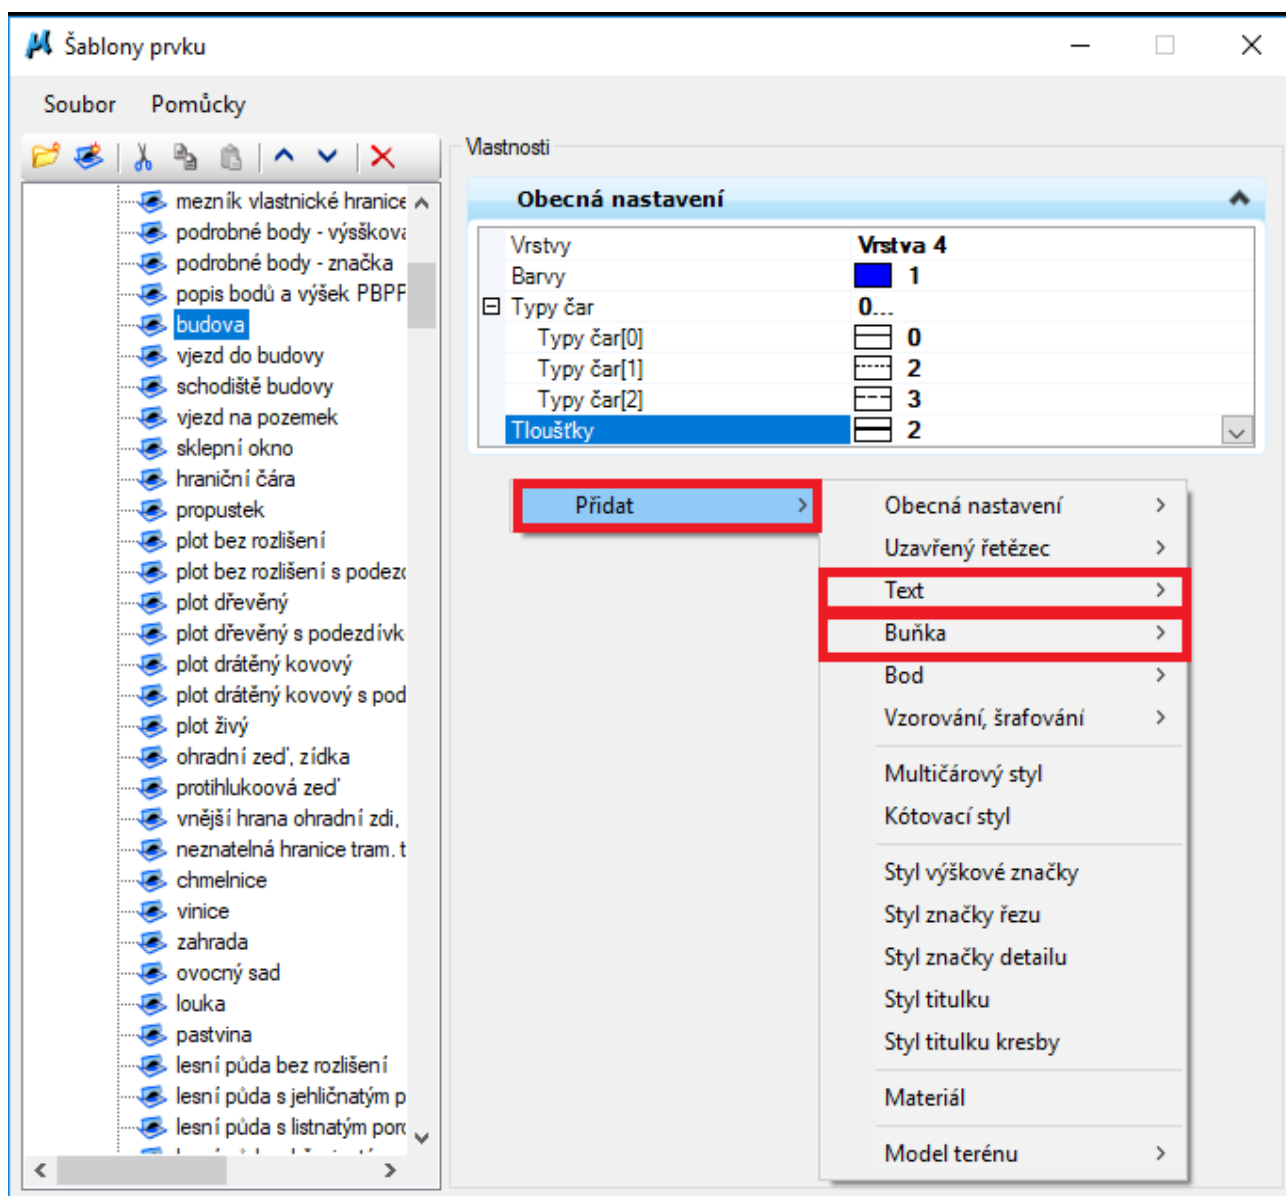 Šablony prvku
Soubor Pomůcky
mezník vlastnické hranice
podrobné body - výsškova
podrobné body - značka
popis bodů a výšek PBPF
budova
vjezd do budovy
schodiště budovy
vjezd na pozemek
sklepní okno
hraniční čára
propustek
plot bez rozlišení
plot bez rozlišení s podezd
plot dřevěný
plot dřevěný s podezdívk
plot drátěný kovový
plot drátěný kovový s pod
plot živý
ohradní zeď, zídka
protihlukoová zeď
vnější hrana ohradní zdi,
neznatelná hranice tram. t
chmelnice
vinice
zahrada
ovocný sad
louka
pastvina
lesní půda bez rozlišení
lesní půda s jehličnatým p
lesní půda s listnatým poro
Vlastnosti
Obecná nastavení
Vrstvy Vrstva 4
Barvy 1
Typy čar 0...
Typy čar[0] 0
Typy čar[1] 2
Typy čar[2] 3
Tloušťky 2
Přidat
Obecná nastavení
Uzavřený řetězec
Text
Buňka
Bod
Vzorování, šrafování
Multičárový styl
Kótovací styl
Styl výškové značky
Styl značky řezu
Styl značky detailu
Styl titulku
Styl titulku kresby
Materiál
Model terénu